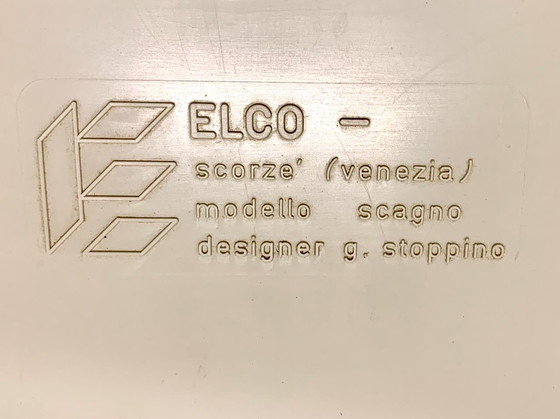 ELCO –
scorze' (venezia)
modello scagno
designer g. stoppino